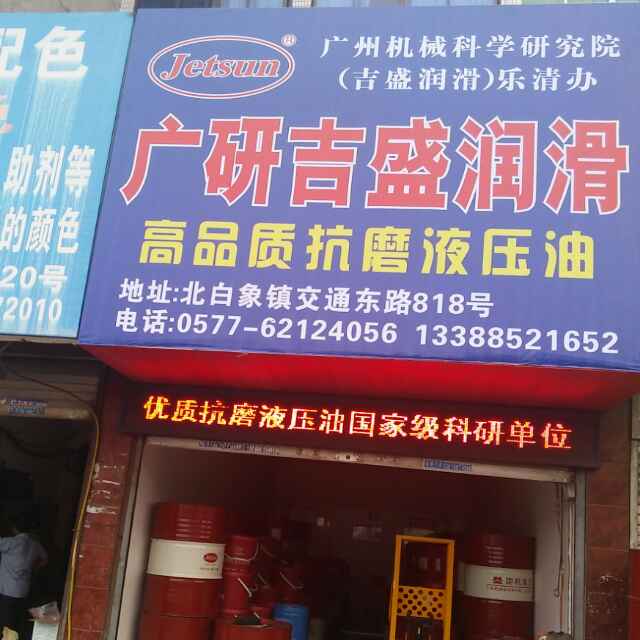 配色
助剂等
的颜色
20号
72010
Jetsun®
广州机械科学研究院
(吉盛润滑)乐清办
广研吉盛润滑
高品质抗磨液压油
地址:北白象镇交通东路818号
电话:0577-62124056 13388521652
优质抗磨液压油国家级科研单位